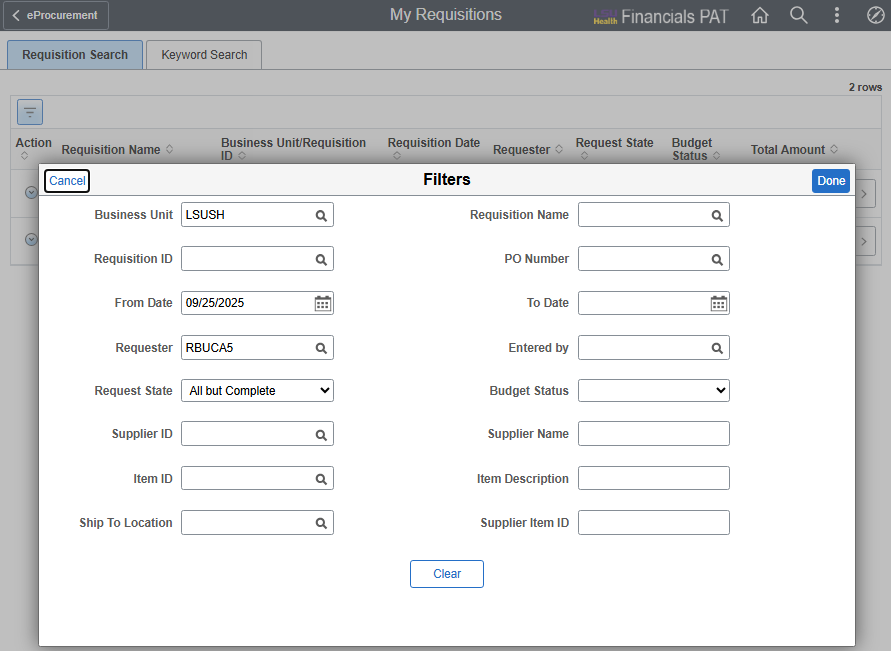 eProcurement
My Requisitions
LSU Health Financials PAT
Requisition Search
Keyword Search
2 rows
Action
Requisition Name
Business Unit/Requisition ID
Requisition Date
Requester
Request State
Budget Status
Total Amount
Cancel
Filters
Done
Business Unit LSUSH
Requisition Name
Requisition ID
PO Number
From Date 09/25/2025
To Date
Requester RBUCA5
Entered by
Request State All but Complete
Budget Status
Supplier ID
Supplier Name
Item ID
Item Description
Ship To Location
Supplier Item ID
Clear